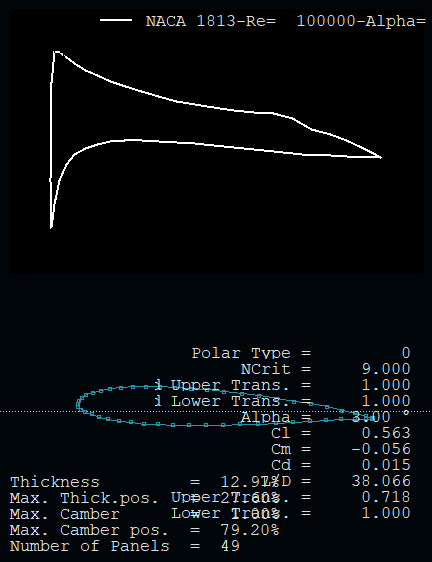 NACA 1813-Re=  100000-Alpha=
Polar Type =  0
NCrit =  9.000
Upper Trans. =  1.000
Lower Trans. =  1.000
Alpha =  3.00 °
Cl =  0.563
Cm =  -0.056
Cd =  0.015
L/D =  38.066
Upper Trans. =  0.718
Lower Trans. =  1.000
Thickness =  12.97%
Max. Thick.pos. =  27.60%
Max. Camber =  1.00%
Max. Camber pos. =  79.20%
Number of Panels =  49